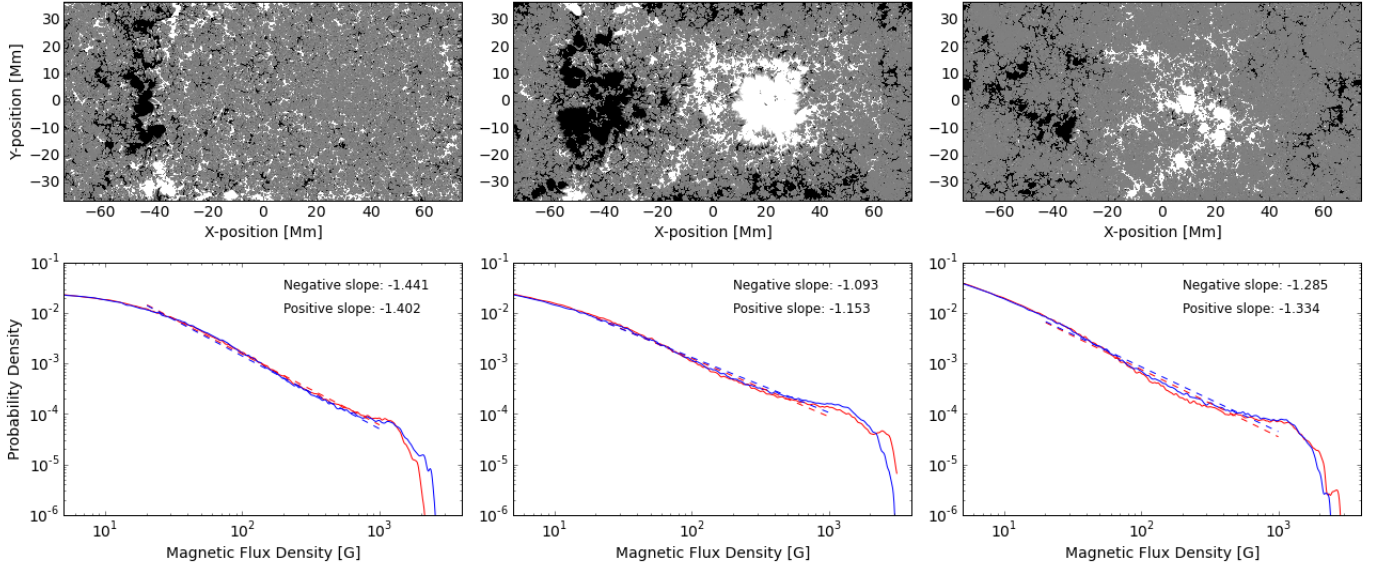 30
20
10
0
−10
−20
−30
Y-position [Mm]
−60 −40 −20 0 20 40 60
X-position [Mm]
30
20
10
0
−10
−20
−30
−60 −40 −20 0 20 40 60
X-position [Mm]
30
20
10
0
−10
−20
−30
−60 −40 −20 0 20 40 60
X-position [Mm]
10^-1
10^-2
10^-3
10^-4
10^-5
10^-6
Probability Density
Negative slope: -1.441
Positive slope: -1.402
10^1 10^2 10^3
Magnetic Flux Density [G]
10^-1
10^-2
10^-3
10^-4
10^-5
10^-6
Negative slope: -1.093
Positive slope: -1.153
10^1 10^2 10^3
Magnetic Flux Density [G]
10^-1
10^-2
10^-3
10^-4
10^-5
10^-6
Negative slope: -1.285
Positive slope: -1.334
10^1 10^2 10^3
Magnetic Flux Density [G]